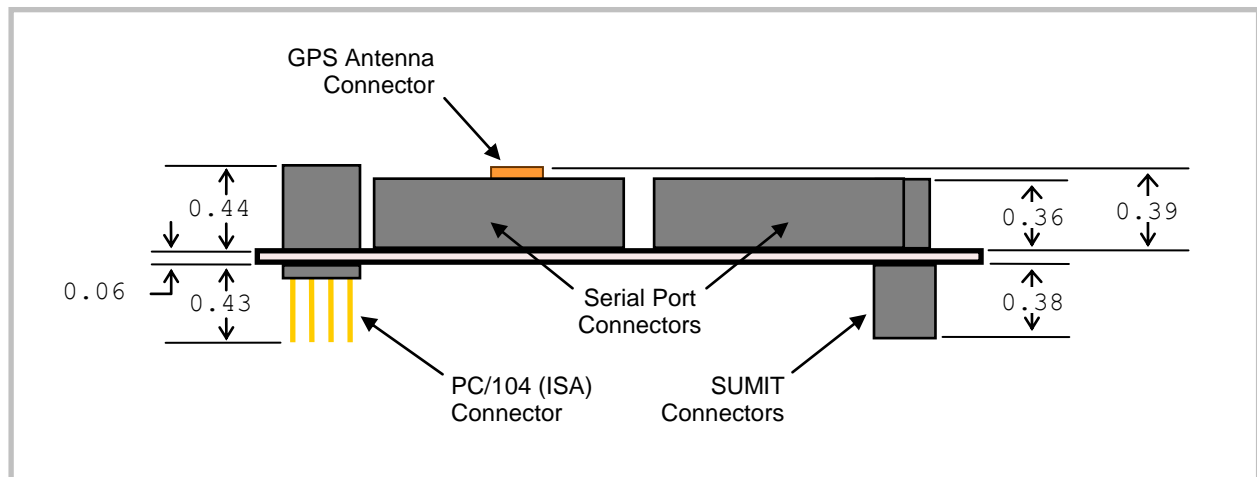 GPS Antenna
Connector
0.44
0.36
0.39
0.06
0.43
Serial Port
Connectors
0.38
PC/104 (ISA)
Connector
SUMIT
Connectors